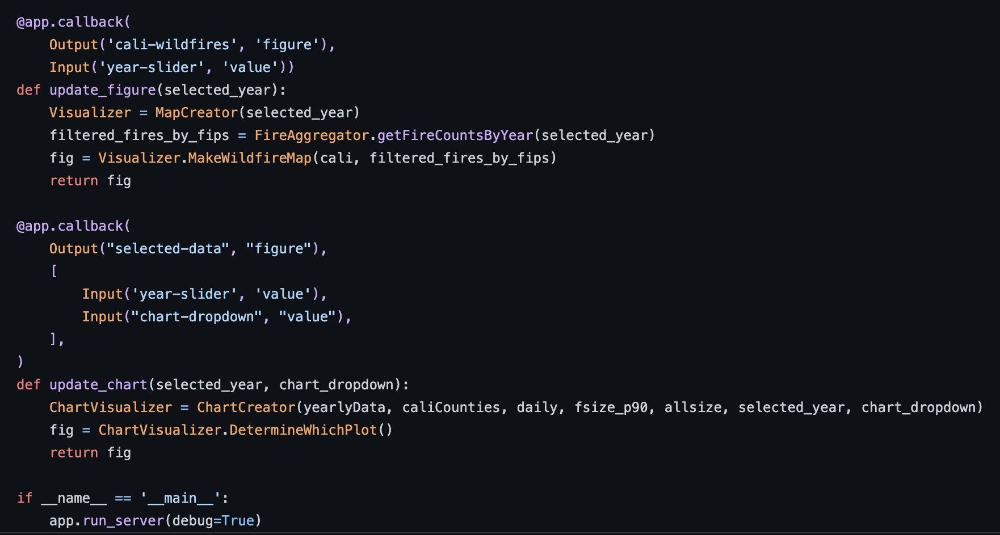 @app.callback(
    Output('cali-wildfires', 'figure'),
    Input('year-slider', 'value'))
def update_figure(selected_year):
    Visualizer = MapCreator(selected_year)
    filtered_fires_by_fips = FireAggregator.getFireCountsByYear(selected_year)
    fig = Visualizer.MakeWildfireMap(cali, filtered_fires_by_fips)
    return fig

@app.callback(
    Output("selected-data", "figure"),
    [
        Input('year-slider', 'value'),
        Input("chart-dropdown", "value"),
    ],
)
def update_chart(selected_year, chart_dropdown):
    ChartVisualizer = ChartCreator(yearlyData, caliCounties, daily, fsize_p90, allsize, selected_year, chart_dropdown)
    fig = ChartVisualizer.DetermineWhichPlot()
    return fig

if __name__ == '__main__':
    app.run_server(debug=True)